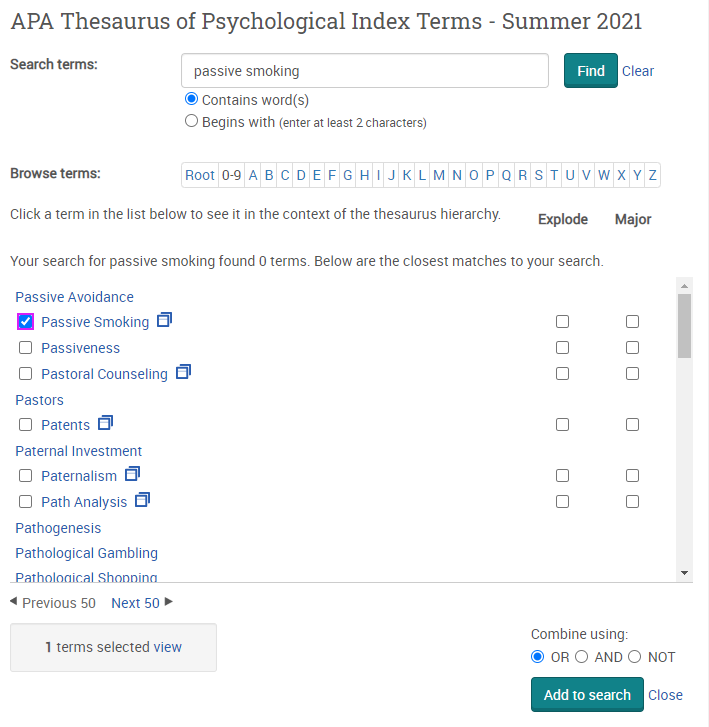 APA Thesaurus of Psychological Index Terms - Summer 2021
Search terms:
passive smoking
Find Clear
Contains word(s)
Begins with (enter at least 2 characters)
Browse terms:
Root 0-9 A B C D E F G H I J K L M N O P Q R S T U V W X Y Z
Click a term in the list below to see it in the context of the thesaurus hierarchy.
Explode Major
Your search for passive smoking found 0 terms. Below are the closest matches to your search.
Passive Avoidance
Passive Smoking
Passiveness
Pastoral Counseling
Pastors
Patents
Paternal Investment
Paternalism
Path Analysis
Pathogenesis
Pathological Gambling
Pathological Shopping
Previous 50 Next 50
1 terms selected view
Combine using:
OR AND NOT
Add to search Close